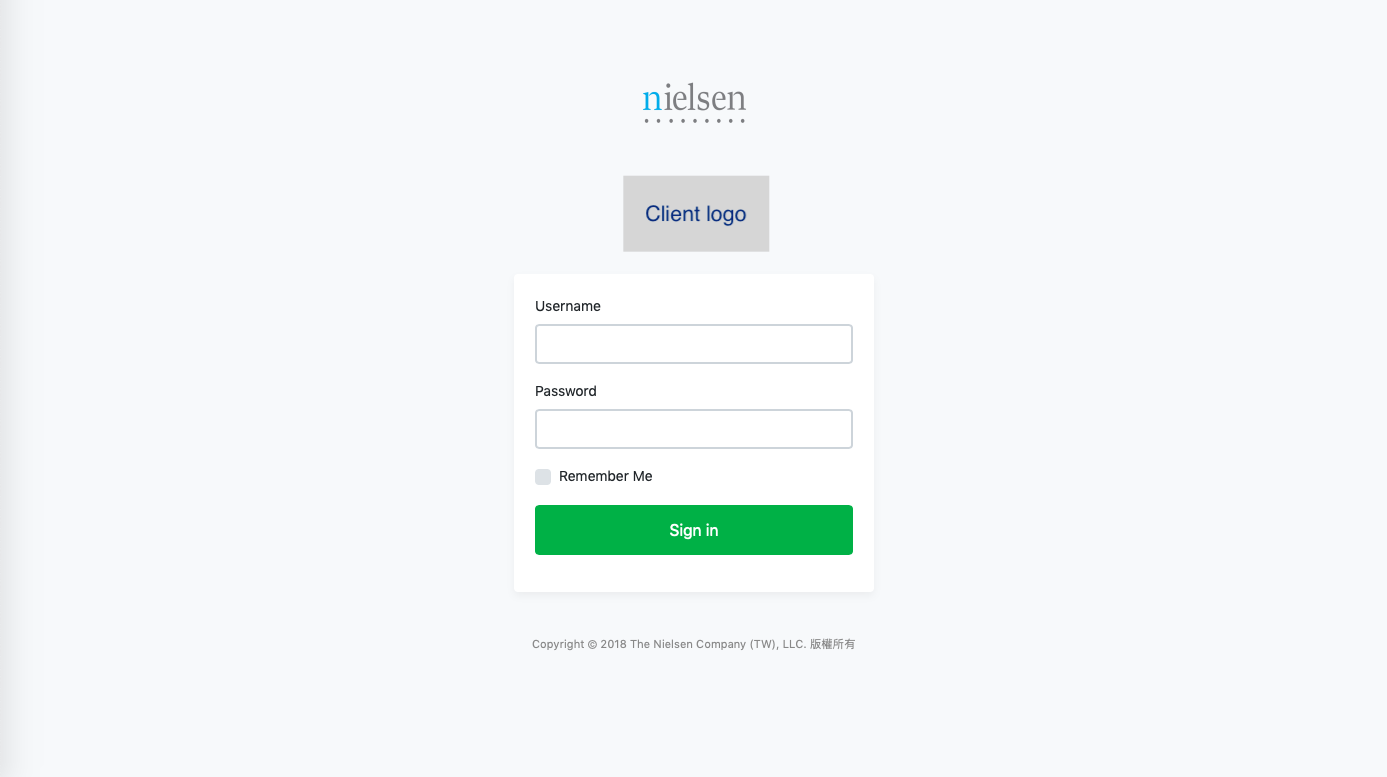 nielsen
Client logo
Username
Password
Remember Me
Sign in
Copyright © 2018 The Nielsen Company (TW), LLC. 版權所有